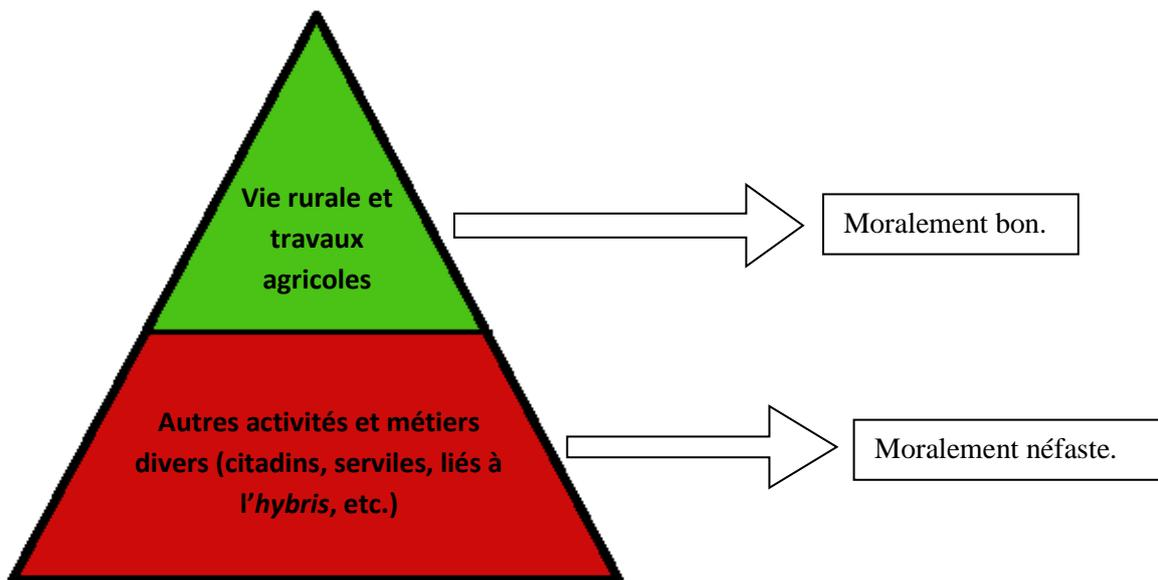 Vie rurale et
travaux
agricoles
Moralement bon.
Autres activités et métiers
divers (citadins, serviles, liés à
l’hybris, etc.)
Moralement néfaste.